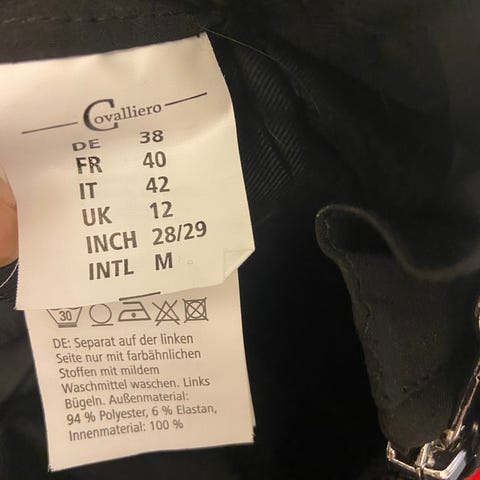 Covalliero
DE 38
FR 40
IT 42
UK 12
INCH 28/29
INTL M
30
DE: Separat auf der linken
Seite nur mit farbähnlichen
Stoffen mit mildem
Waschmittel waschen. Links
Bügeln. Außenmaterial:
94 % Polyester, 6 % Elastan,
Innenmaterial: 100 %